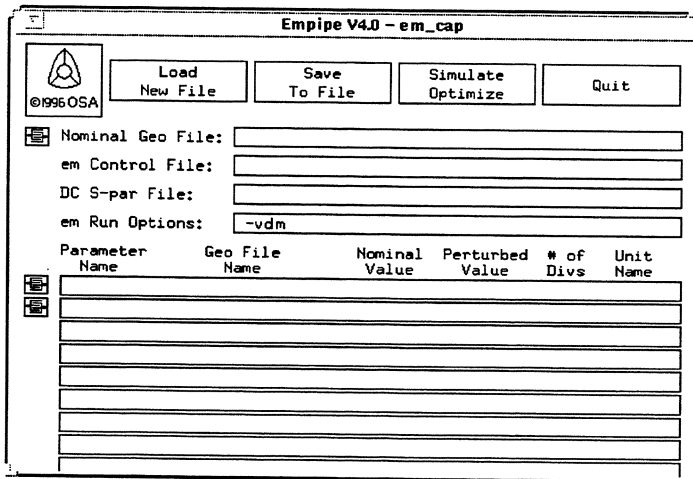 Empipe V4.0 – em_cap
Load
New File
Save
To File
Simulate
Optimize
Quit
©1996 OSA
Nominal Geo File:
em Control File:
DC S-par File:
em Run Options: -vdm
Parameter Name
Geo File Name
Nominal Value
Perturbed Value
# of Divs
Unit Name